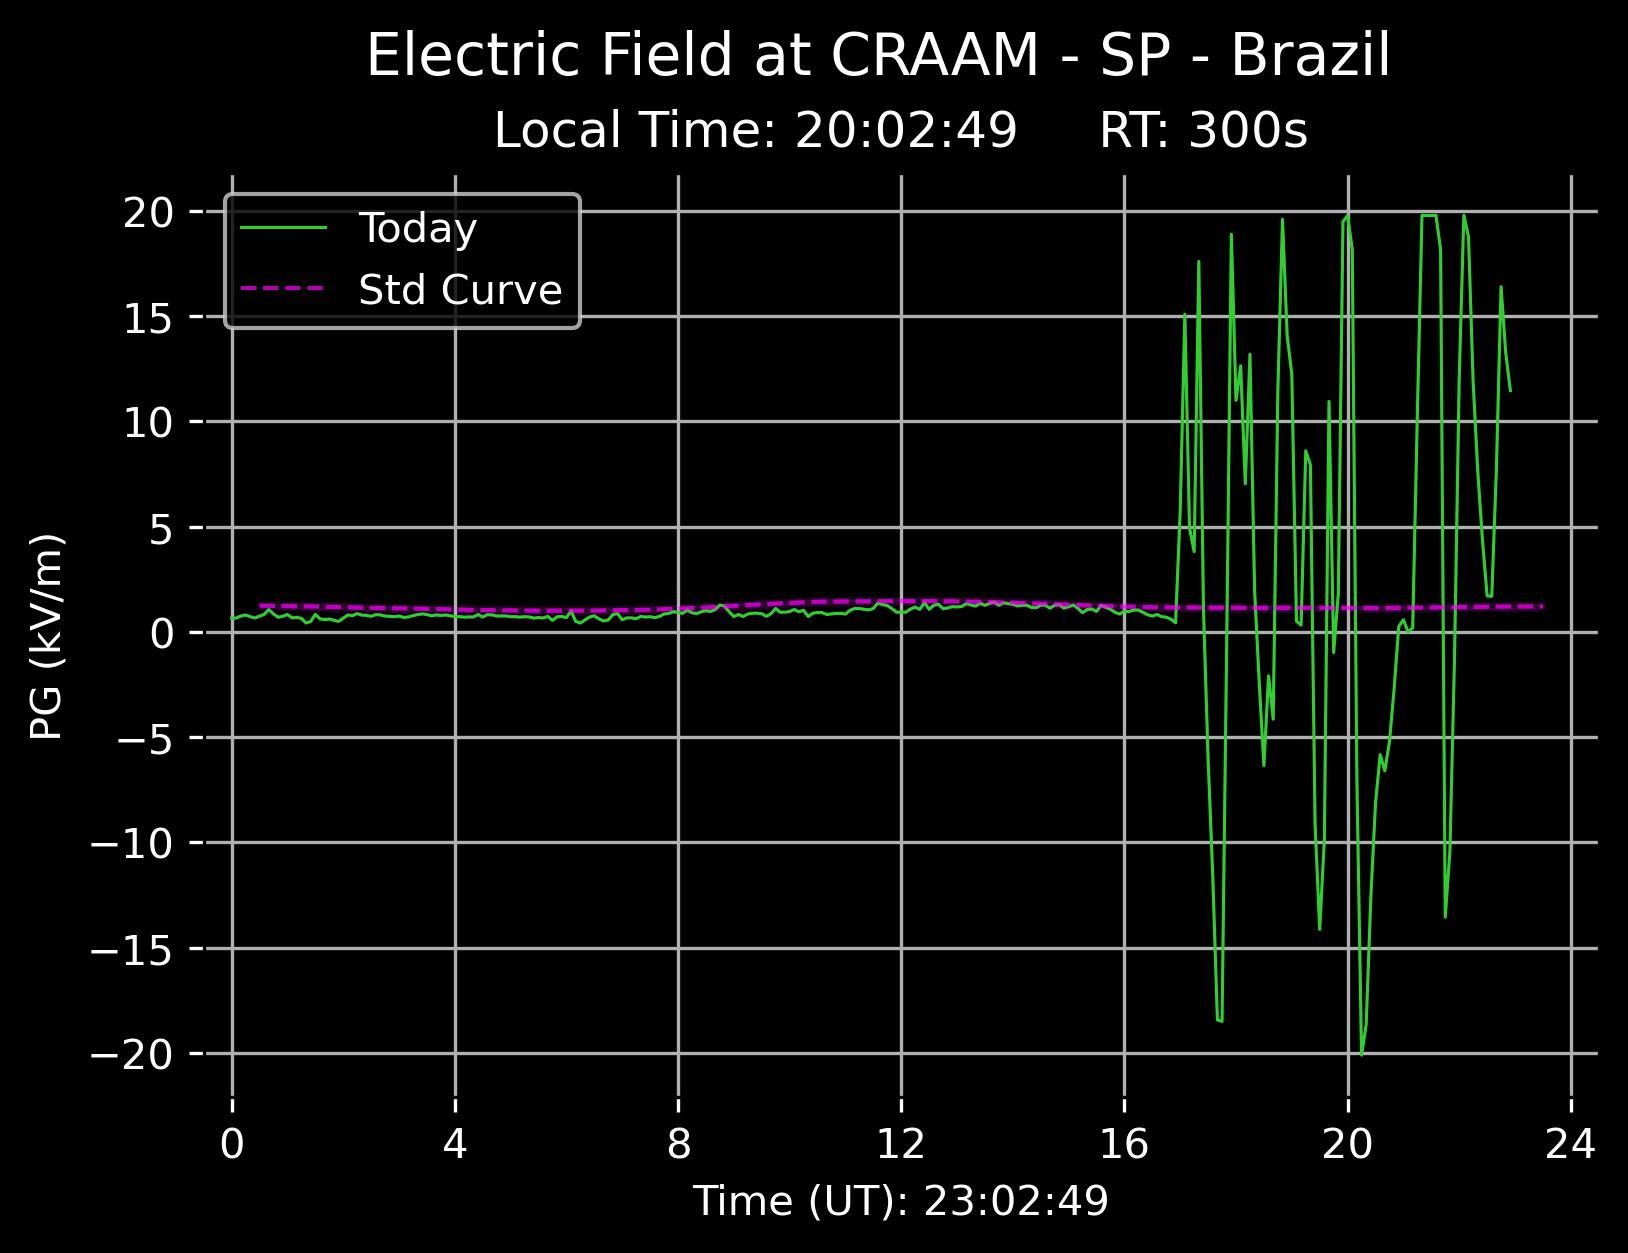 Electric Field at CRAAM - SP - Brazil
Local Time: 20:02:49 RT: 300s
Today
Std Curve
20
15
10
5
0
−5
−10
−15
−20
PG (kV/m)
0 4 8 12 16 20 24
Time (UT): 23:02:49